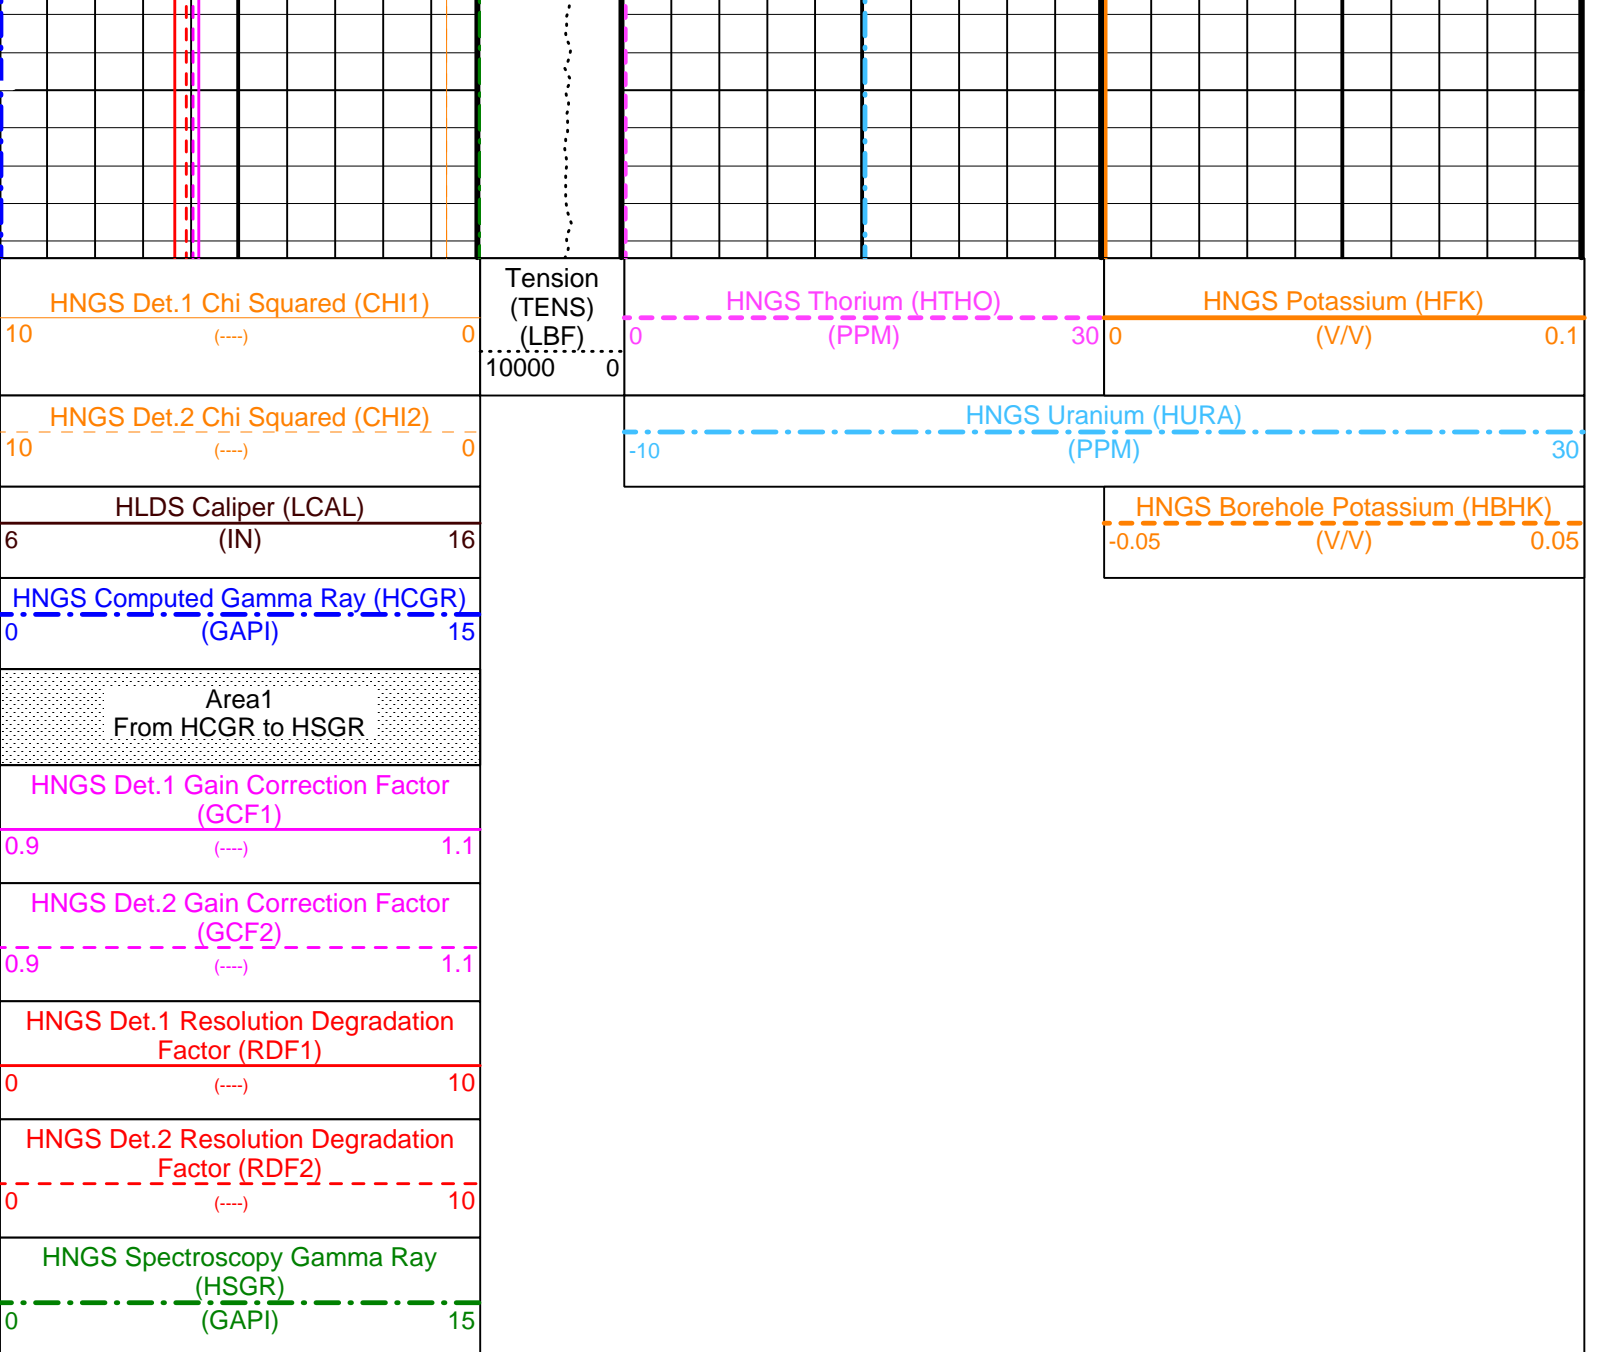 HNGS Det.1 Chi Squared (CHI1)
10 (----) 0
Tension
(TENS)
(LBF)
10000 0
HNGS Thorium (HTHO)
0 (PPM) 30
HNGS Potassium (HFK)
0 (V/V) 0.1
HNGS Det.2 Chi Squared (CHI2)
10 (----) 0
HNGS Uranium (HURA)
-10 (PPM) 30
HLDS Caliper (LCAL)
6 (IN) 16
HNGS Borehole Potassium (HBHK)
-0.05 (V/V) 0.05
HNGS Computed Gamma Ray (HCGR)
0 (GAPI) 15
Area1
From HCGR to HSGR
HNGS Det.1 Gain Correction Factor
(GCF1)
0.9 (----) 1.1
HNGS Det.2 Gain Correction Factor
(GCF2)
0.9 (----) 1.1
HNGS Det.1 Resolution Degradation
Factor (RDF1)
0 (----) 10
HNGS Det.2 Resolution Degradation
Factor (RDF2)
0 (----) 10
HNGS Spectroscopy Gamma Ray
(HSGR)
0 (GAPI) 15